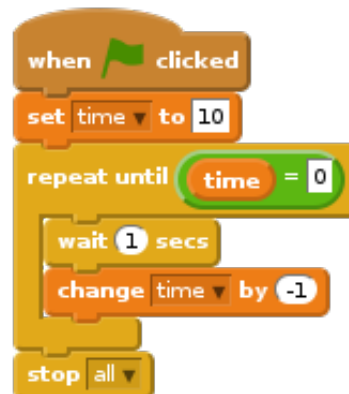 when clicked
set time to 10
repeat until time = 0
wait 1 secs
change time by -1
stop all